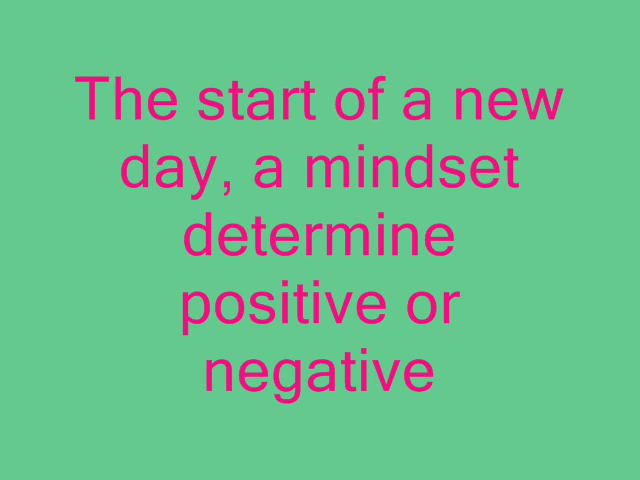 The start of a new
day, a mindset
determine
positive or
negative